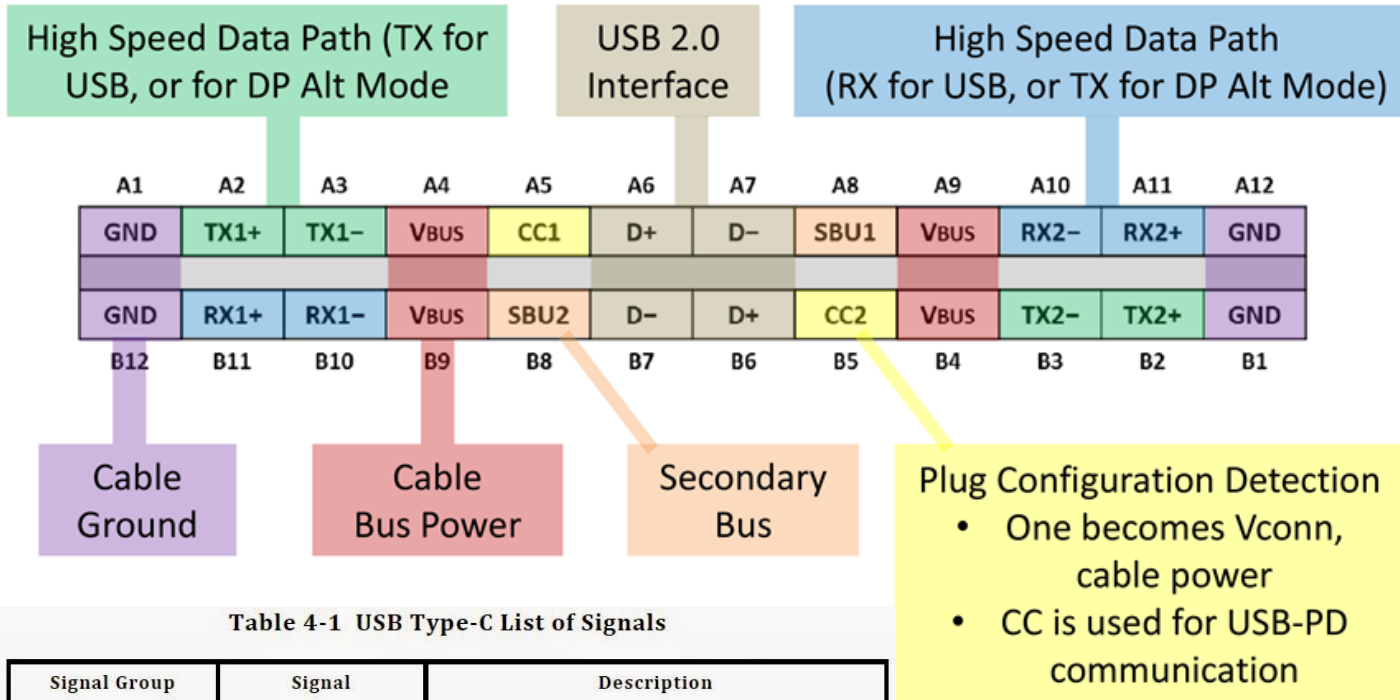 High Speed Data Path (TX for
USB, or for DP Alt Mode
USB 2.0
Interface
High Speed Data Path
(RX for USB, or TX for DP Alt Mode)
A1 A2 A3 A4 A5 A6 A7 A8 A9 A10 A11 A12
GND TX1+ TX1− VBUS CC1 D+ D− SBU1 VBUS RX2− RX2+ GND
GND RX1+ RX1− VBUS SBU2 D− D+ CC2 VBUS TX2− TX2+ GND
B12 B11 B10 B9 B8 B7 B6 B5 B4 B3 B2 B1
Cable
Ground
Cable
Bus Power
Secondary
Bus
Plug Configuration Detection
• One becomes Vconn,
cable power
• CC is used for USB-PD
communication
Table 4-1 USB Type-C List of Signals
Signal Group Signal Description